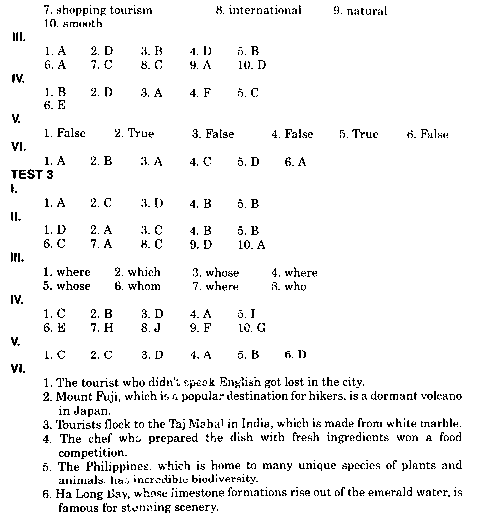 7. shopping tourism 8. international 9. natural
10. smooth
III.
1. A 2. D 3. B 4. D 5. B
6. A 7. C 8. C 9. A 10. D
IV.
1. B 2. D 3. A 4. F 5. C
6. E
V.
1. False 2. True 3. False 4. False 5. True 6. False
VI.
1. A 2. B 3. A 4. C 5. D 6. A
TEST 3
I.
1. A 2. C 3. D 4. B 5. B
II.
1. D 2. A 3. C 4. B 5. B
6. C 7. A 8. C 9. D 10. A
III.
1. where 2. which 3. whose 4. where
5. whose 6. whom 7. where 8. who
IV.
1. C 2. B 3. D 4. A 5. I
6. E 7. H 8. J 9. F 10. G
V.
1. C 2. C 3. D 4. A 5. B 6. D
VI.
1. The tourist who didn't speak English got lost in the city.
2. Mount Fuji, which is a popular destination for hikers, is a dormant volcano
in Japan.
3. Tourists flock to the Taj Mahal in India, which is made from white marble.
4. The chef who prepared the dish with fresh ingredients won a food
competition.
5. The Philippines, which is home to many unique species of plants and
animals, has incredible biodiversity.
6. Ha Long Bay, whose limestone formations rise out of the emerald water, is
famous for stunning scenery.